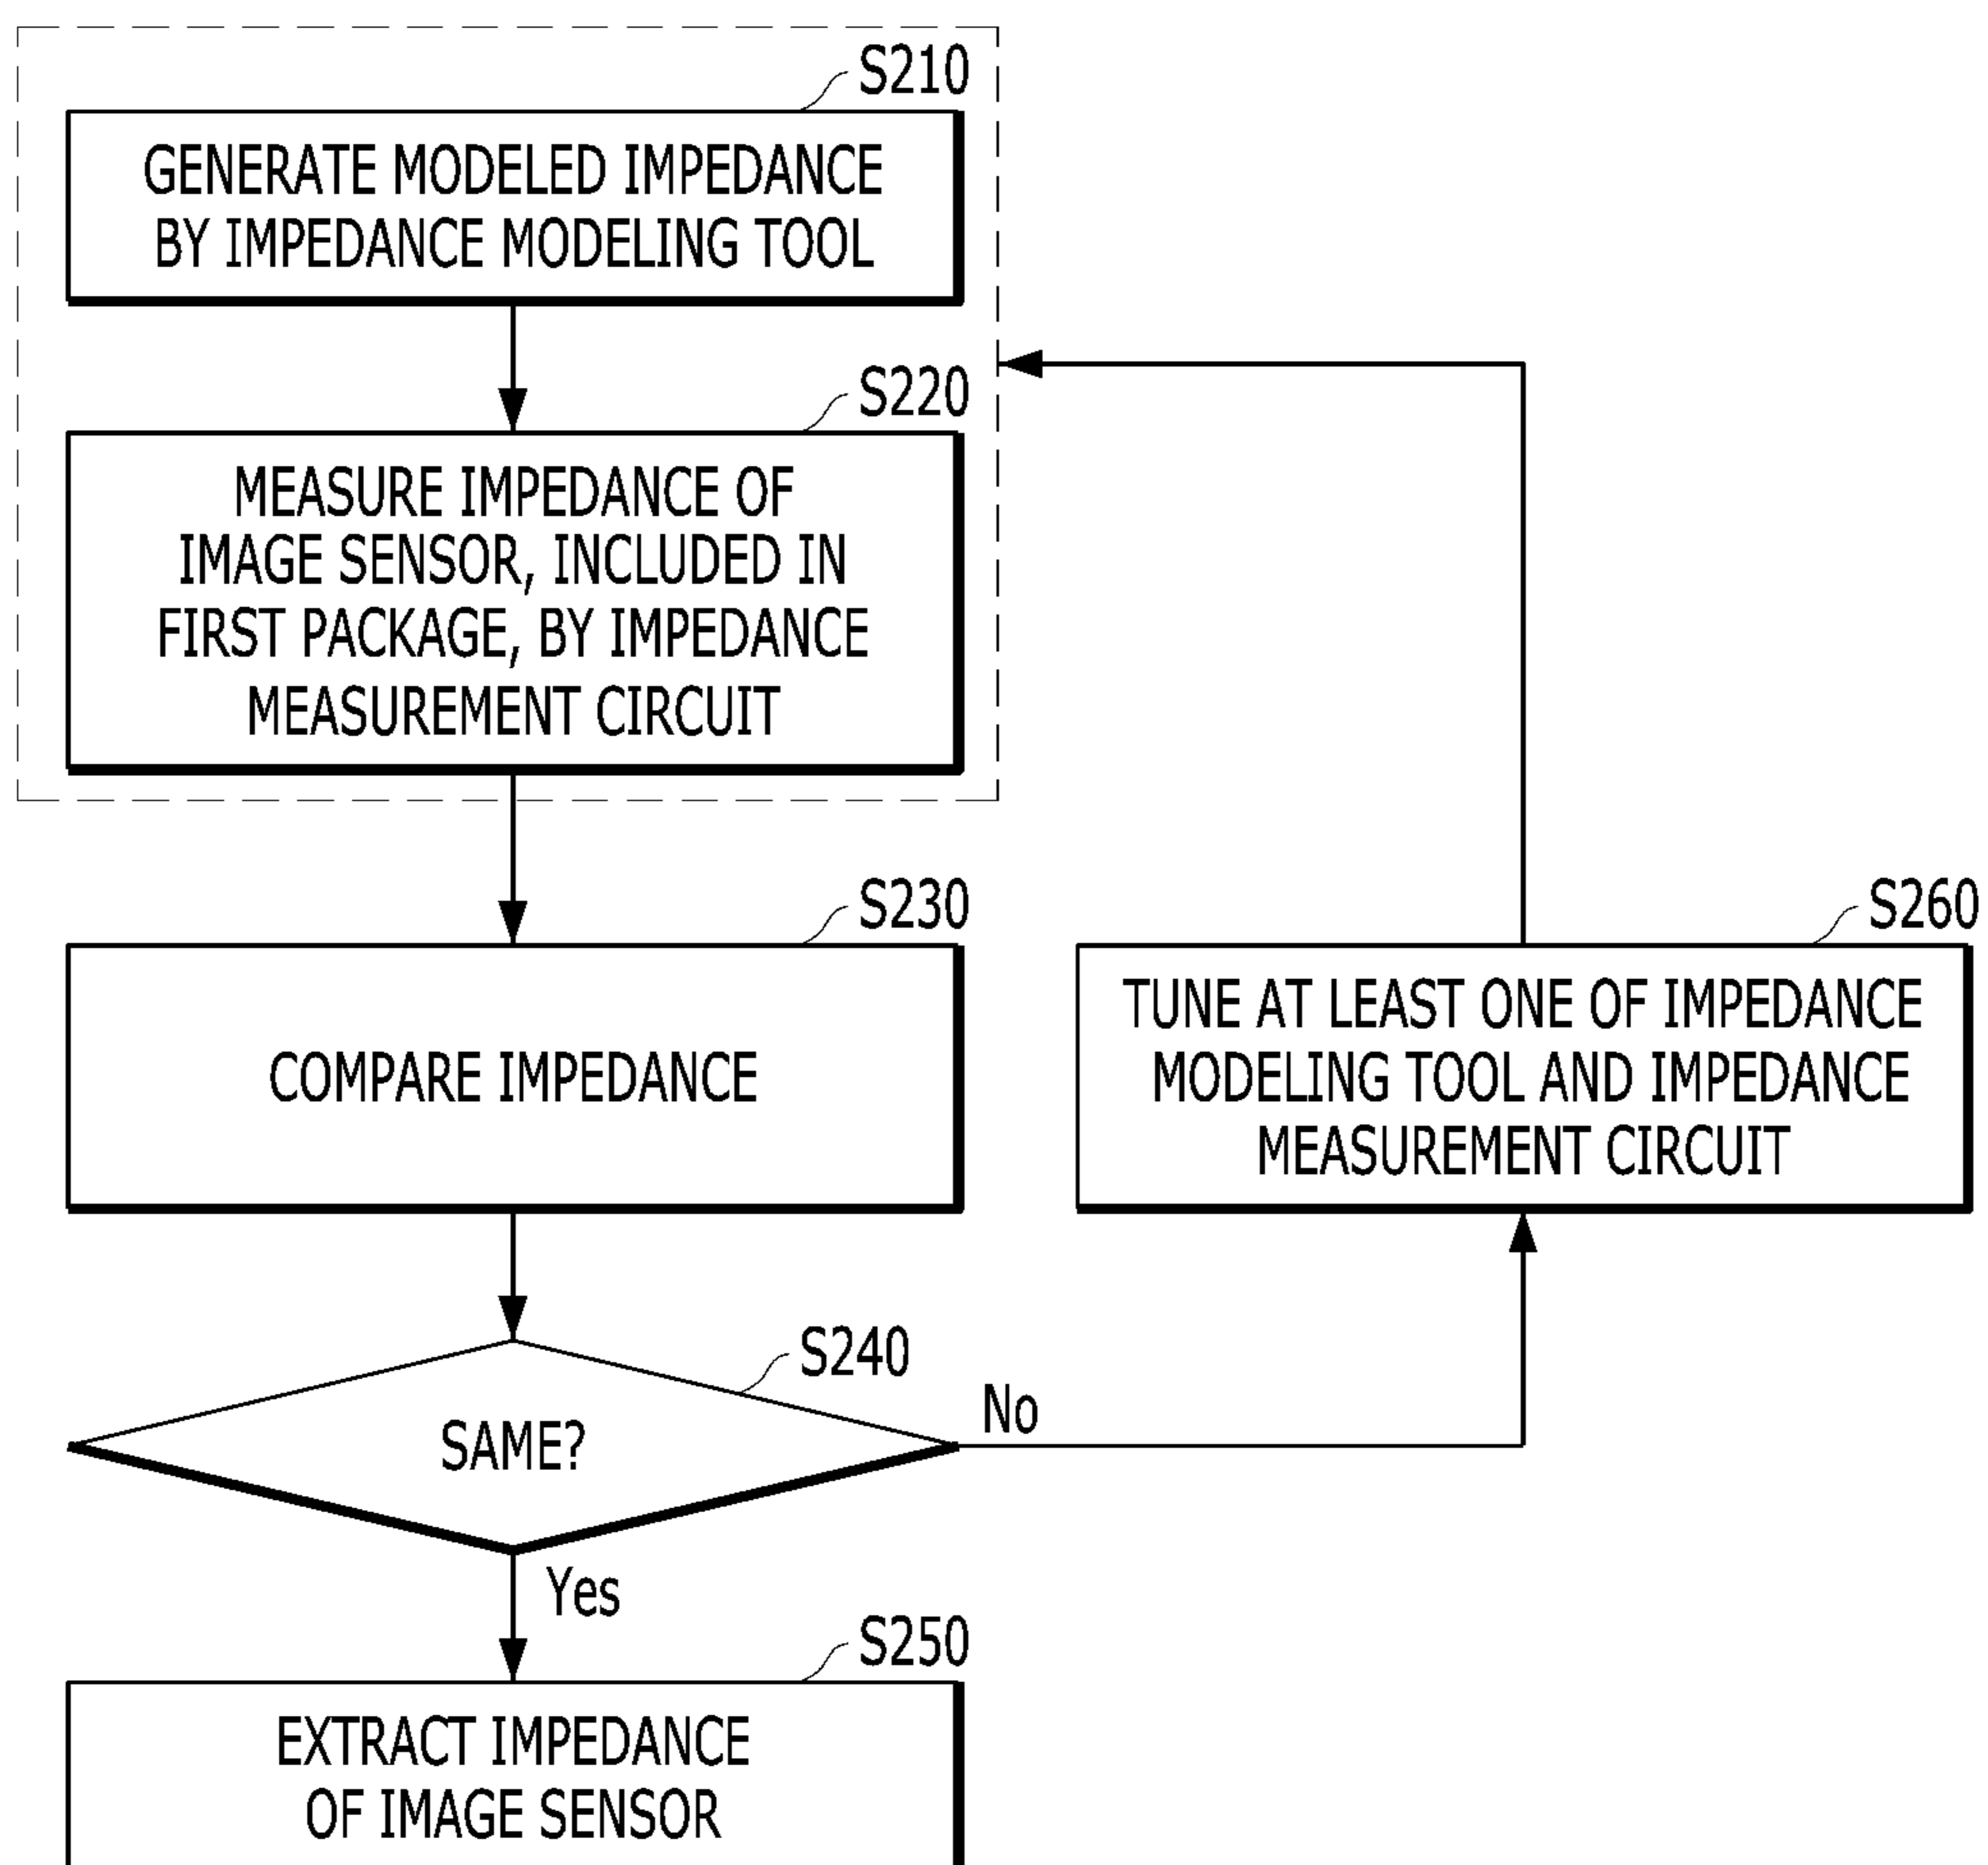 S210
GENERATE MODELED IMPEDANCE
BY IMPEDANCE MODELING TOOL
S220
MEASURE IMPEDANCE OF
IMAGE SENSOR, INCLUDED IN
FIRST PACKAGE, BY IMPEDANCE
MEASUREMENT CIRCUIT
S230
COMPARE IMPEDANCE
S260
TUNE AT LEAST ONE OF IMPEDANCE
MODELING TOOL AND IMPEDANCE
MEASUREMENT CIRCUIT
S240
SAME?
No
Yes
S250
EXTRACT IMPEDANCE
OF IMAGE SENSOR